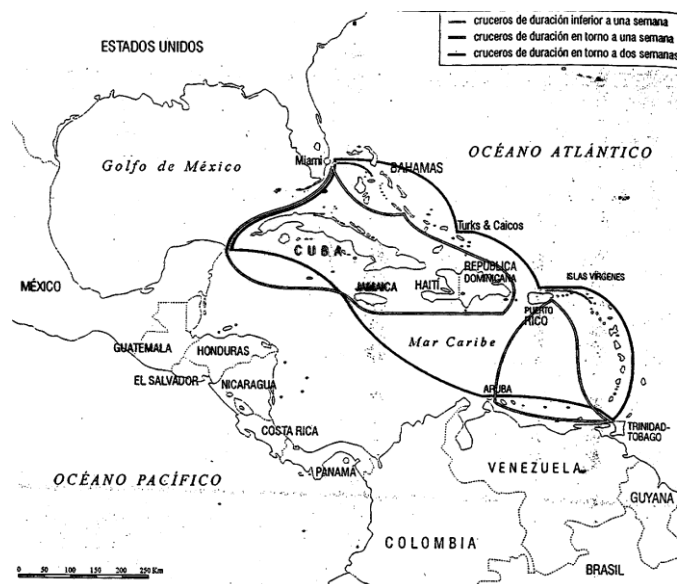 cruceros de duración inferior a una semana
cruceros de duración en torno a una semana
cruceros de duración en torno a dos semanas
ESTADOS UNIDOS
Golfo de México
Miami
BAHAMAS
OCÉANO ATLÁNTICO
Turks & Caicos
CUBA
MÉXICO
JAMAICA
HAITÍ
REPÚBLICA
DOMINICANA
ISLAS VÍRGENES
PUERTO
RICO
GUATEMALA
HONDURAS
Mar Caribe
EL SALVADOR
NICARAGUA
ARUBA
COSTA RICA
TRINIDAD-
TOBAGO
PANAMÁ
VENEZUELA
OCÉANO PACÍFICO
GUYANA
COLOMBIA
BRASIL
0 50 100 150 200 250 Km